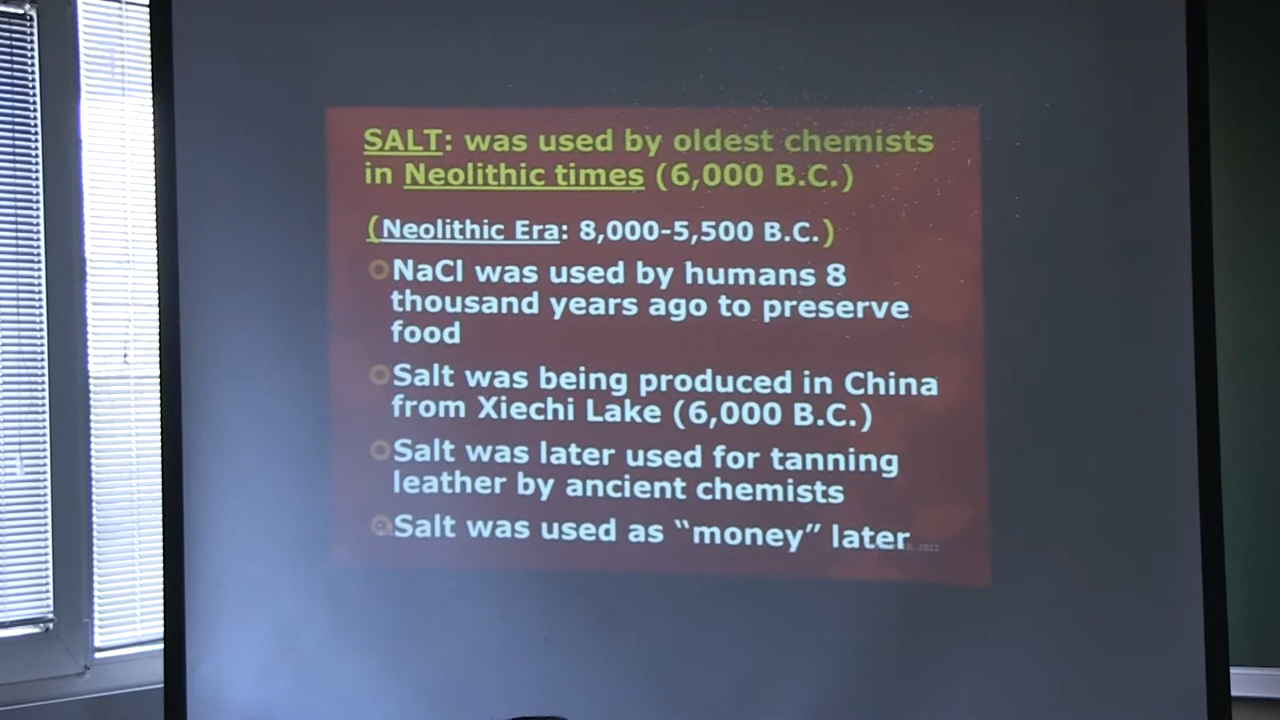 SALT: was used by oldest chemists
in Neolithic times (6,000 B.C.)
(Neolithic Era: 8,000-5,500 B.C.)
NaCl was used by humans 8
thousand years ago to preserve
food
Salt was being produced in China
from Xiechi Lake (6,000 B.C.)
Salt was later used for tanning
leather by ancient chemists
Salt was used as “money” later